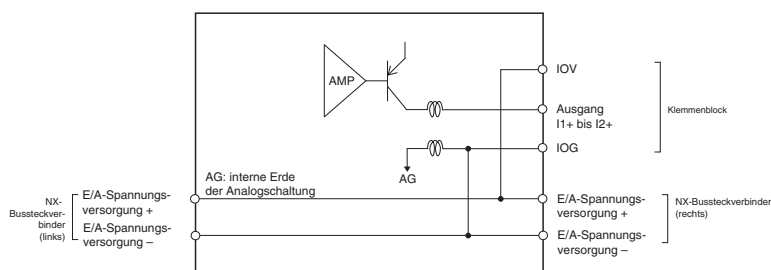 AMP
IOV
Ausgang
I1+ bis I2+
Klemmenblock
IOG
AG
AG: interne Erde
der Analogschaltung
NX-
Bussteckver-
binder
(links)
E/A-Spannungs-
versorgung +
E/A-Spannungs-
versorgung –
E/A-Spannungs-
versorgung +
E/A-Spannungs-
versorgung –
NX-Bussteckverbinder
(rechts)